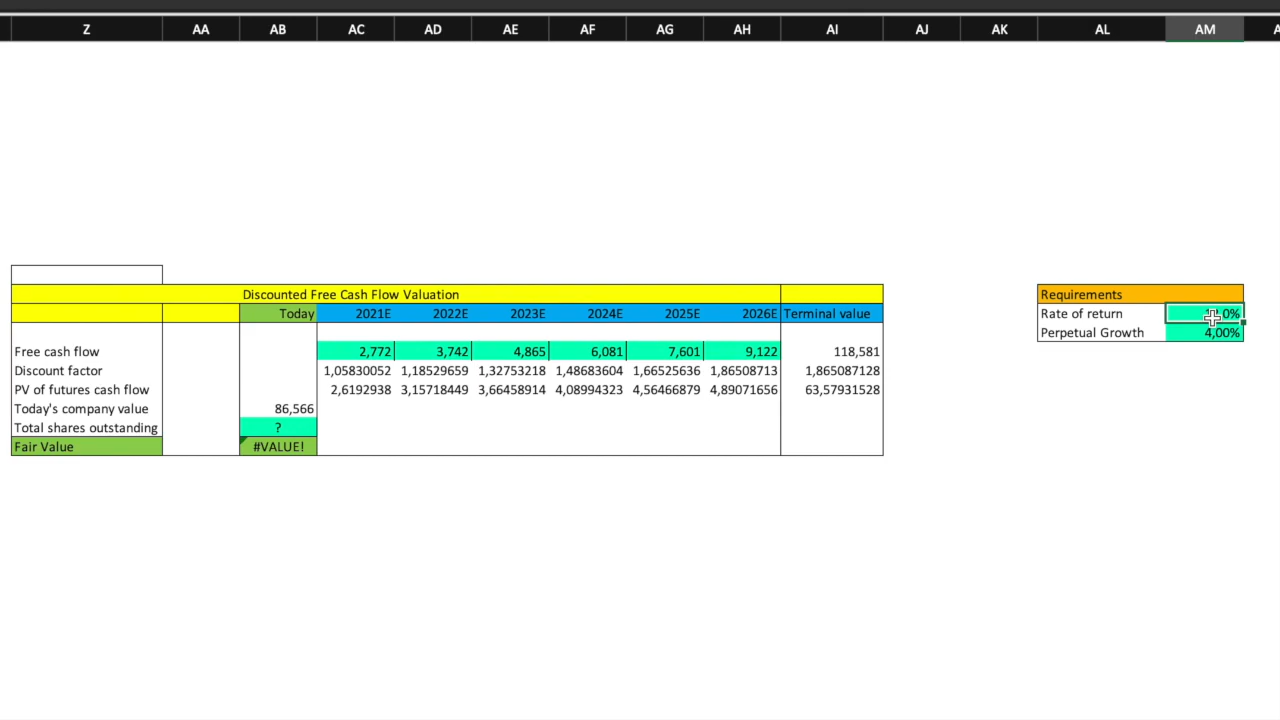 Z AA AB AC AD AE AF AG AH AI AJ AK AL AM
Discounted Free Cash Flow Valuation
Today 2021E 2022E 2023E 2024E 2025E 2026E Terminal value
Free cash flow 2,772 3,742 4,865 6,081 7,601 9,122 118,581
Discount factor 1,05830052 1,18529659 1,32753218 1,48683604 1,66525636 1,86508713 1,865087128
PV of futures cash flow 2,6192938 3,15718449 3,66458914 4,08994323 4,56466879 4,89071656 63,57931528
Today's company value 86,566
Total shares outstanding ?
Fair Value #VALUE!
Requirements
Rate of return
Perpetual Growth 4,00%